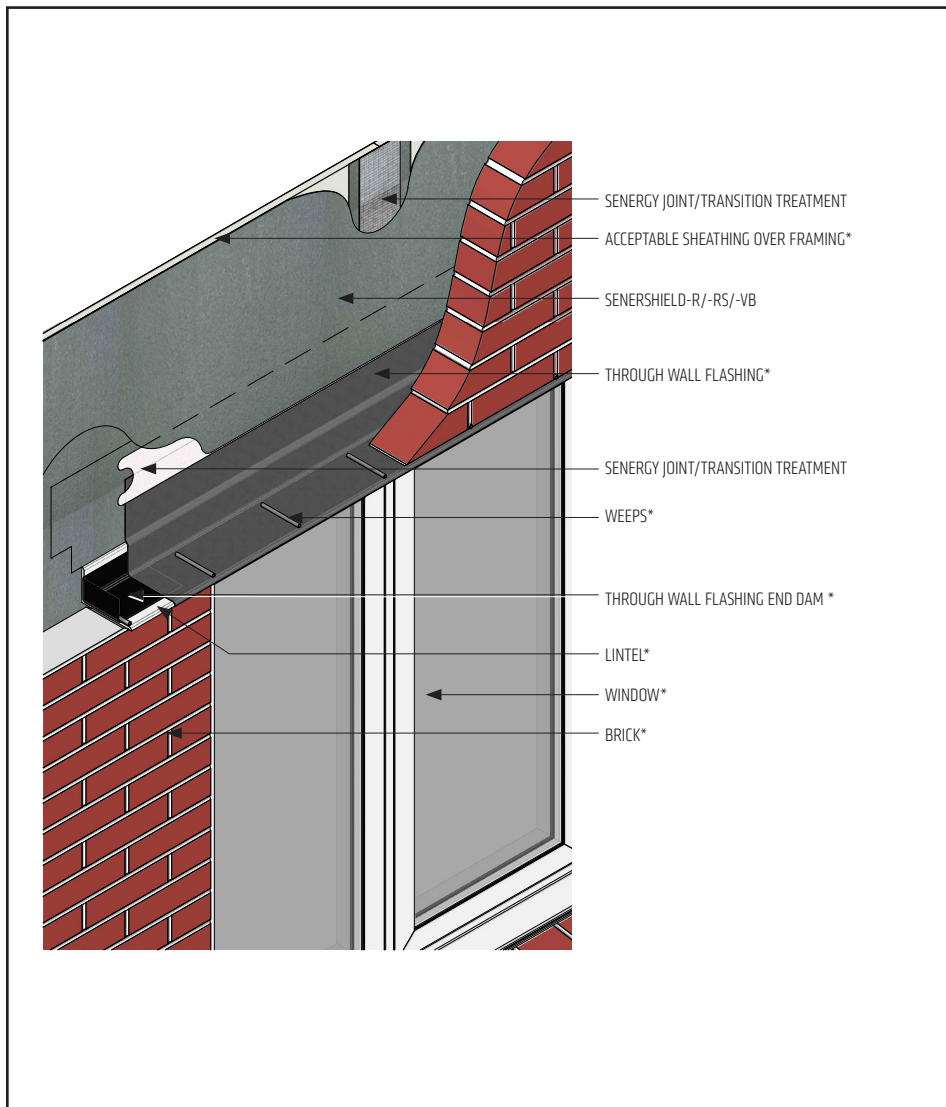 SENERGY JOINT/TRANSITION TREATMENT
ACCEPTABLE SHEATHING OVER FRAMING*
SENERSHIELD-R/-RS/-VB
THROUGH WALL FLASHING*
SENERGY JOINT/TRANSITION TREATMENT
WEEPS*
THROUGH WALL FLASHING END DAM *
LINTEL*
WINDOW*
BRICK*